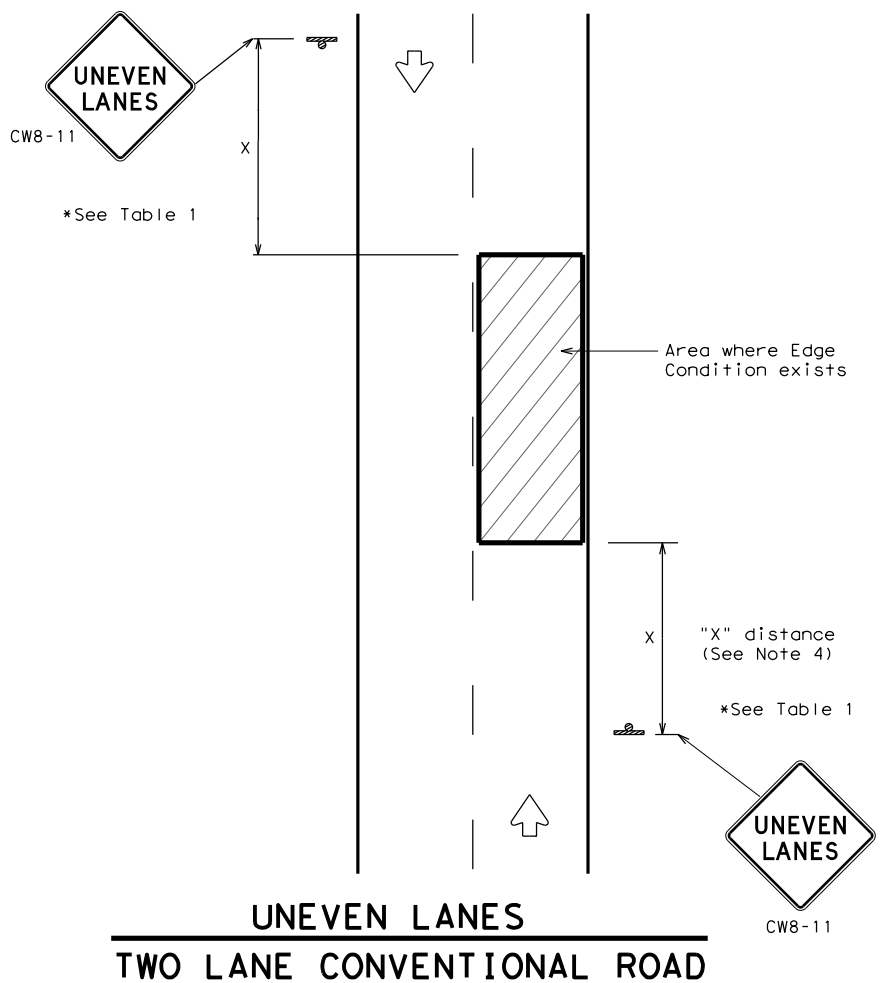 UNEVEN
LANES
CW8-11
X
*See Table 1
Area where Edge
Condition exists
X
"X" distance
(See Note 4)
*See Table 1
UNEVEN
LANES
CW8-11
UNEVEN LANES
TWO LANE CONVENTIONAL ROAD